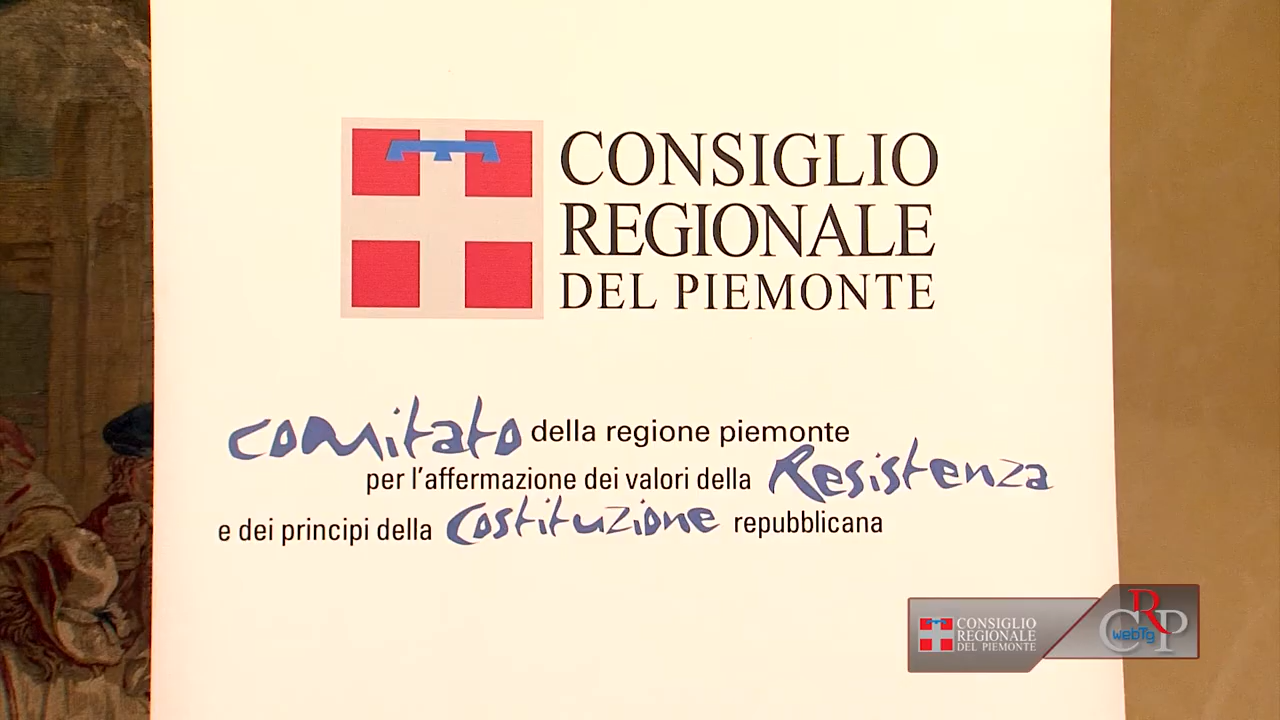 CONSIGLIO
REGIONALE
DEL PIEMONTE
comitato della regione piemonte
per l'affermazione dei valori della Resistenza
e dei principi della Costituzione repubblicana
CONSIGLIO
REGIONALE
DEL PIEMONTE
CRP
webTg